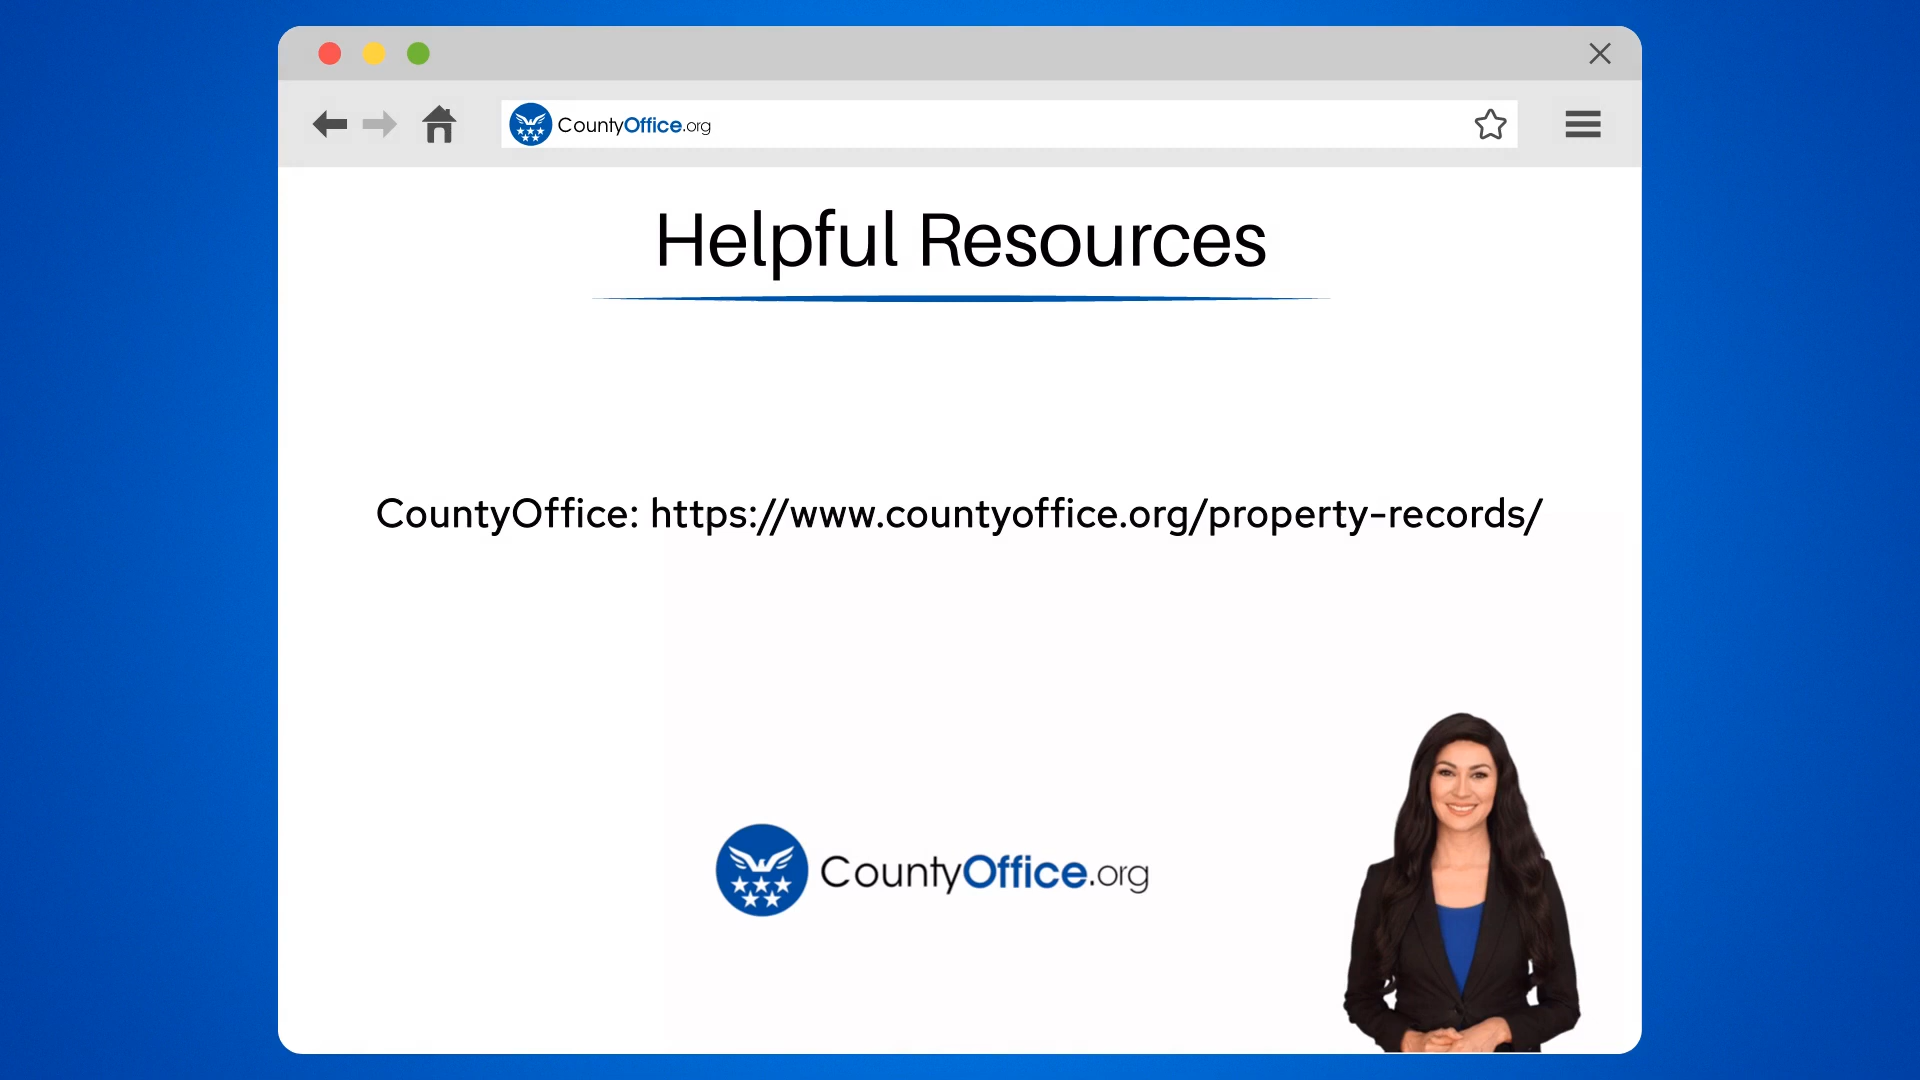 CountyOffice.org
Helpful Resources
CountyOffice: https://www.countyoffice.org/property-records/
CountyOffice.org